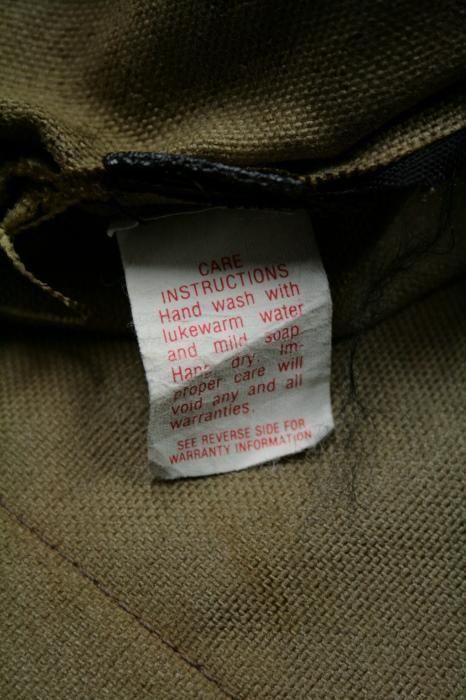 CARE
INSTRUCTIONS
Hand wash with
lukewarm water
and mild soap.
Hang dry. Im-
proper care will
void any and all
warranties.
SEE REVERSE SIDE FOR
WARRANTY INFORMATION